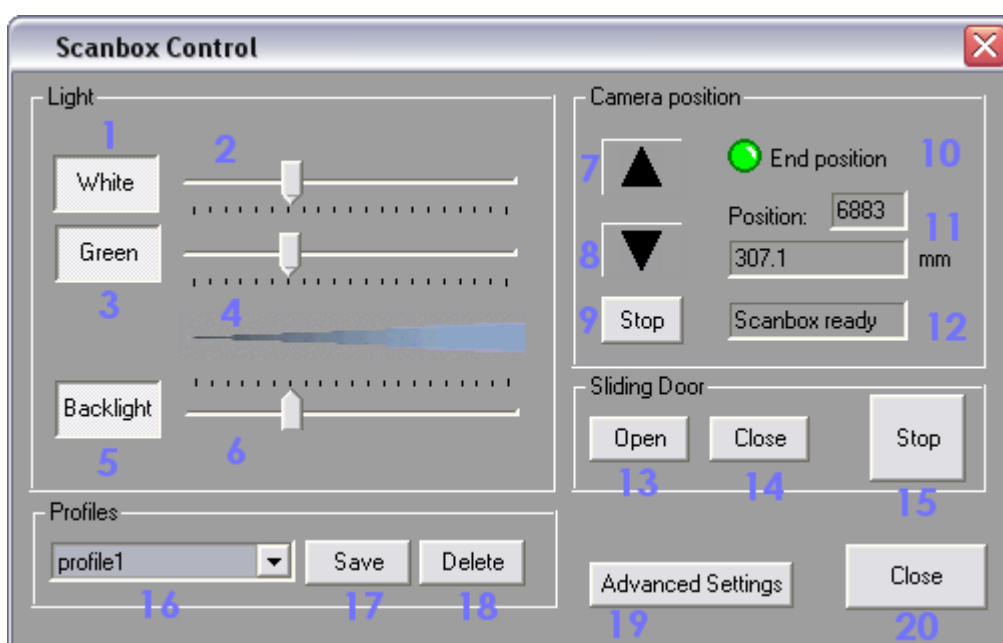 Scanbox Control
Light
1
White
2
Green
3
4
Backlight
5
6
Camera position
7
End position
10
Position:
6883
11
8
307.1
mm
9
Stop
Scanbox ready
12
Sliding Door
Open
Close
Stop
13
14
15
Profiles
profile1
Save
Delete
16
17
18
Advanced Settings
19
Close
20